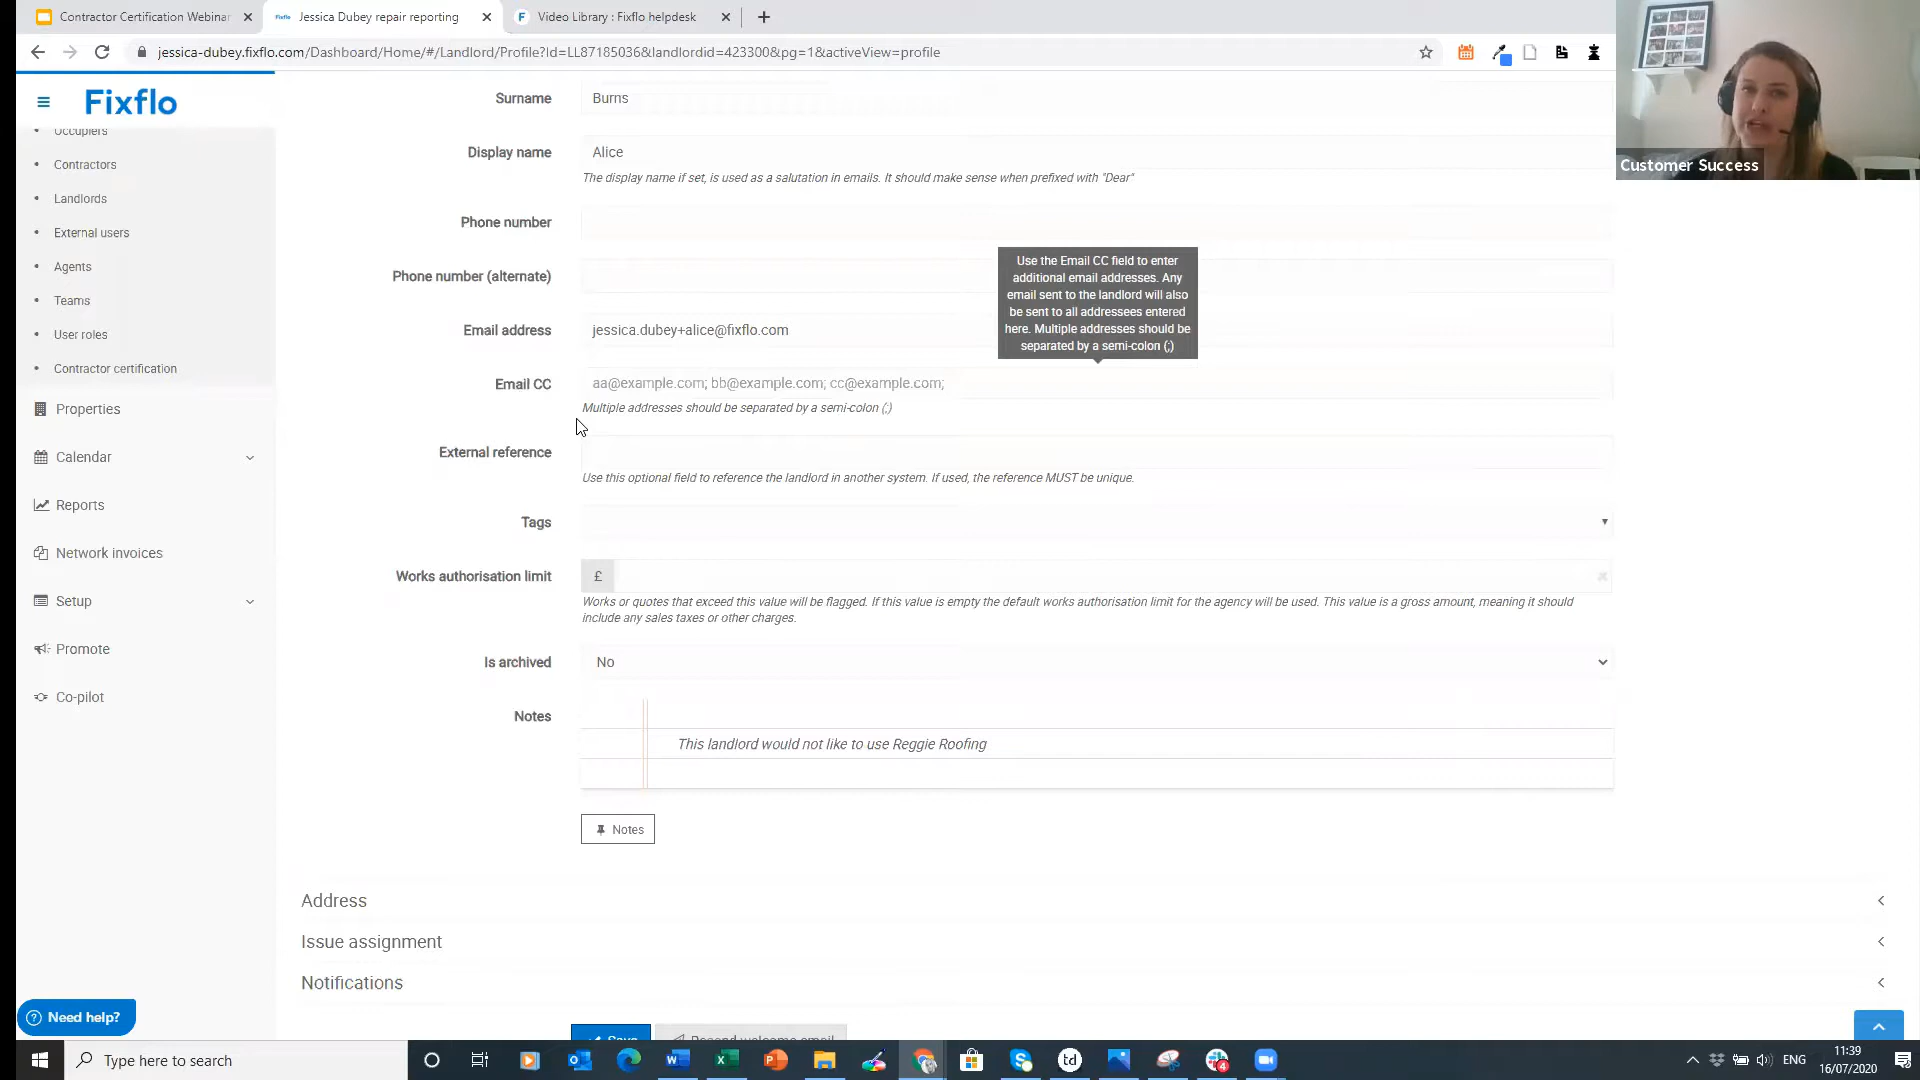 Contractor Certification Webinar
Fixflo Jessica Dubey repair reporting
F Video Library : Fixflo helpdesk
jessica-dubey.fixflo.com/Dashboard/Home/#/Landlord/Profile?Id=LL87185036&landlordid=423300&pg=1&activeView=profile
Customer Success
Fixflo
Occupiers
Contractors
Landlords
External users
Agents
Teams
User roles
Contractor certification
Properties
Calendar
Reports
Network invoices
Setup
Promote
Co-pilot
Need help?
Surname Burns
Display name Alice
The display name if set, is used as a salutation in emails. It should make sense when prefixed with "Dear"
Phone number
Phone number (alternate)
Use the Email CC field to enter
additional email addresses. Any
email sent to the landlord will also
be sent to all addressees entered
here. Multiple addresses should be
separated by a semi-colon (;)
Email address jessica.dubey+alice@fixflo.com
Email CC aa@example.com; bb@example.com; cc@example.com;
Multiple addresses should be separated by a semi-colon (;)
External reference
Use this optional field to reference the landlord in another system. If used, the reference MUST be unique.
Tags
Works authorisation limit £
Works or quotes that exceed this value will be flagged. If this value is empty the default works authorisation limit for the agency will be used. This value is a gross amount, meaning it should
include any sales taxes or other charges.
Is archived No
Notes
This landlord would not like to use Reggie Roofing
Notes
Address
Issue assignment
Notifications
Save Resend welcome email
Type here to search
td
4
ENG
11:39
16/07/2020